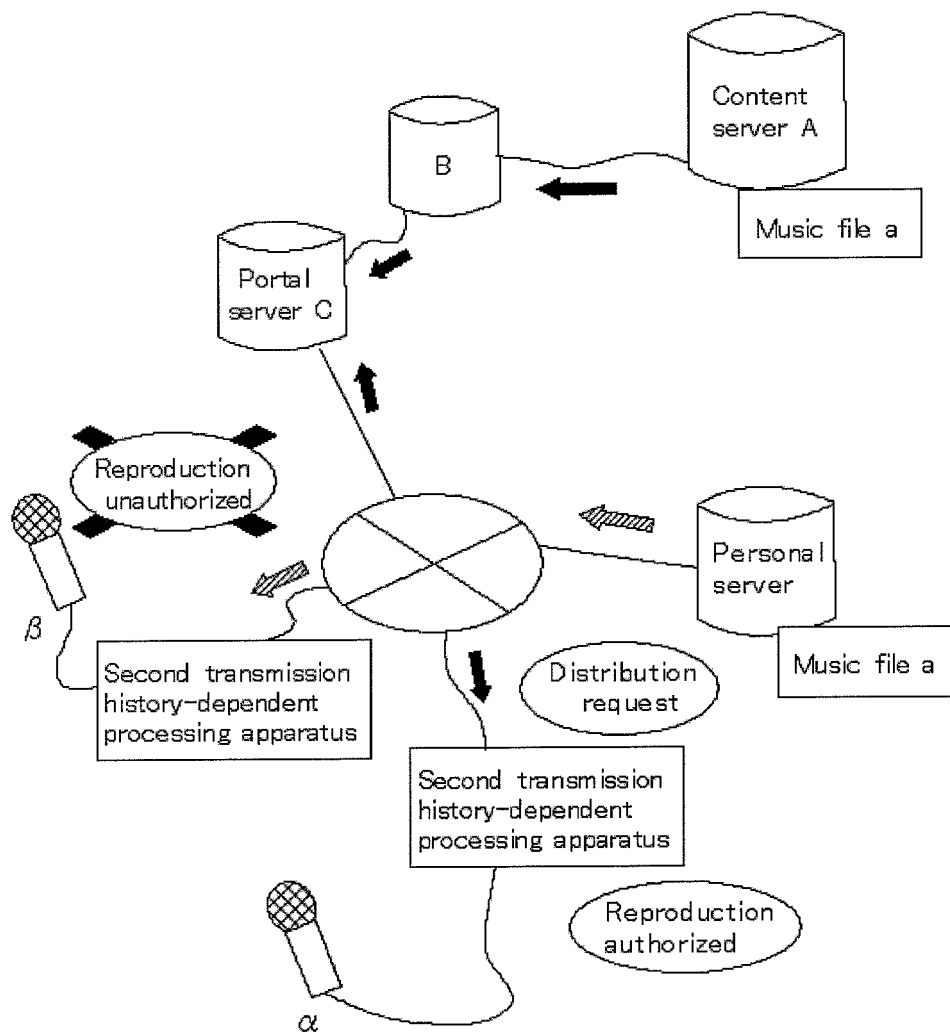 Content
server A
B
Music file a
Portal
server C
Reproduction
unauthorized
Personal
server
β
Music file a
Second transmission
history-dependent
processing apparatus
Distribution
request
Second transmission
history-dependent
processing apparatus
Reproduction
authorized
α